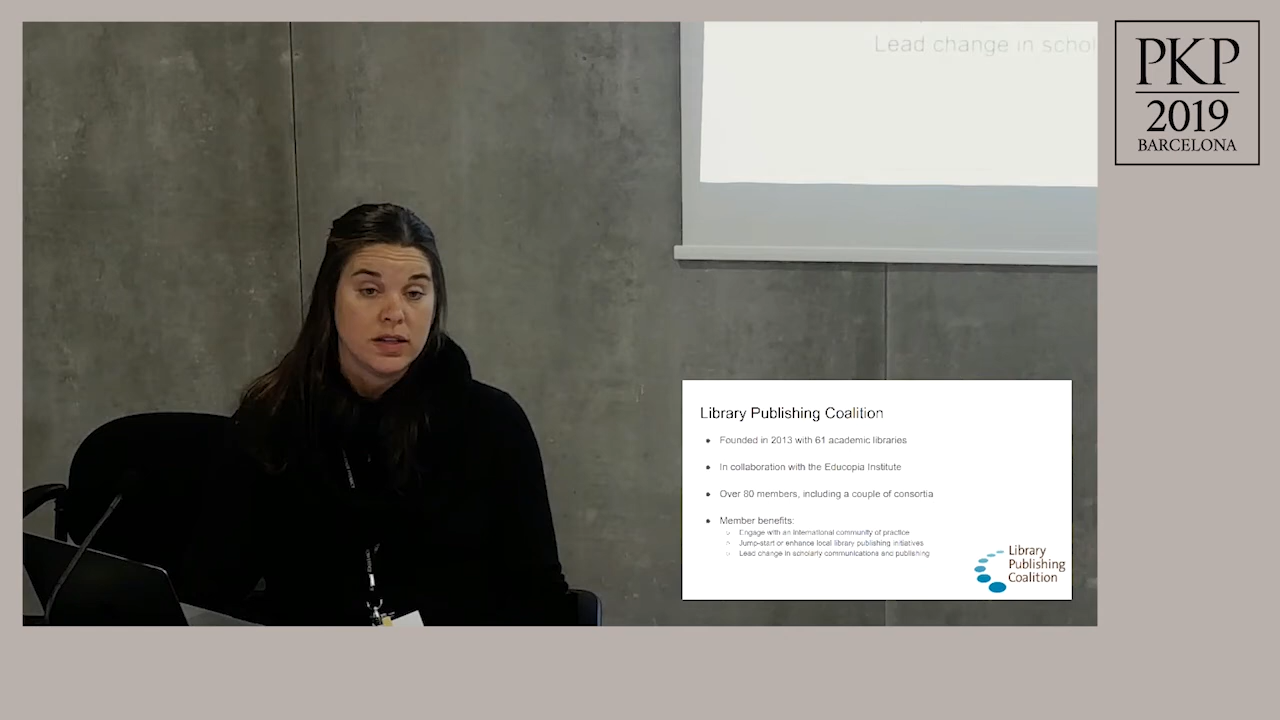 Lead change in schol
PKP
2019
BARCELONA
Library Publishing Coalition
Founded in 2013 with 61 academic libraries
In collaboration with the Educopia Institute
Over 80 members, including a couple of consortia
Member benefits:
Engage with an international community of practice
Jump-start or enhance local library publishing initiatives
Lead change in scholarly communications and publishing
Library
Publishing
Coalition